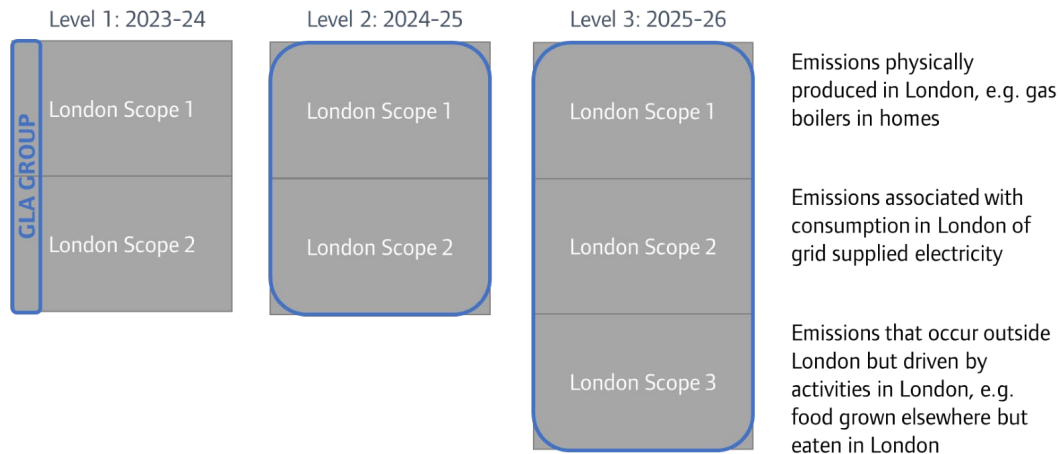 Level 1: 2023-24
Level 2: 2024-25
Level 3: 2025-26
GLA GROUP
London Scope 1
London Scope 1
London Scope 1
Emissions physically
produced in London, e.g. gas
boilers in homes
London Scope 2
London Scope 2
London Scope 2
Emissions associated with
consumption in London of
grid supplied electricity
London Scope 3
Emissions that occur outside
London but driven by
activities in London, e.g.
food grown elsewhere but
eaten in London